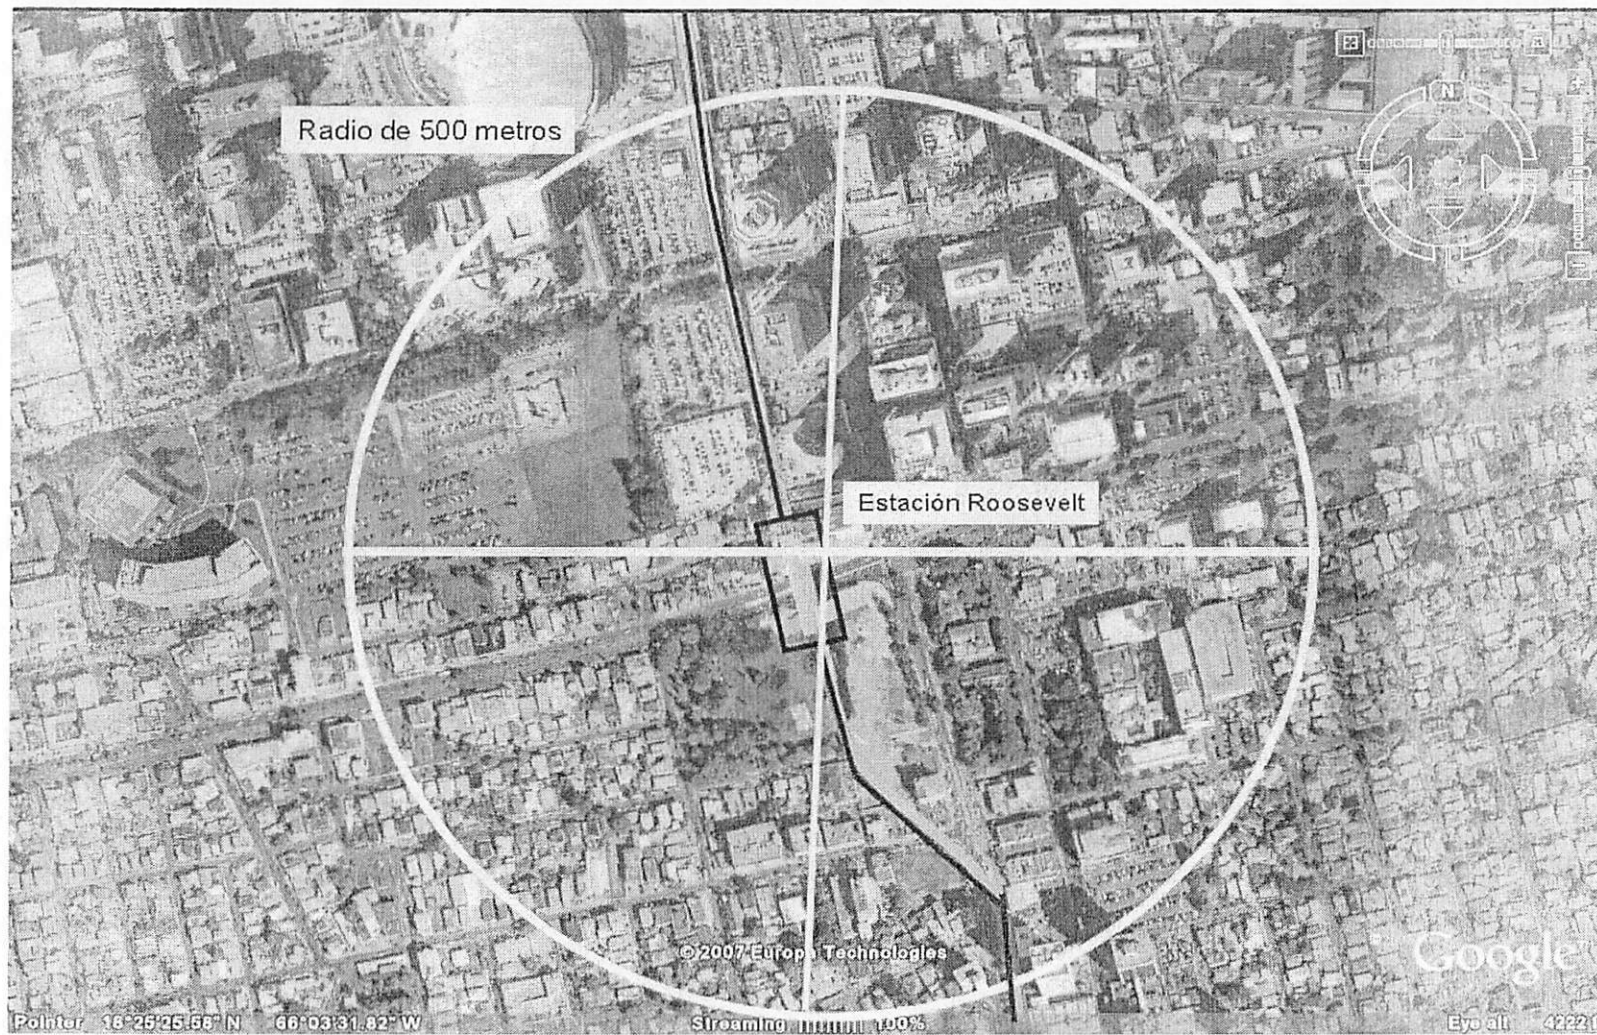 N
Radio de 500 metros
Estación Roosevelt
© 2007 Europa Technologies
Google
Pointer 18°25'25.58" N 66°03'31.82" W
Streaming 100%
Eye alt 4222 f